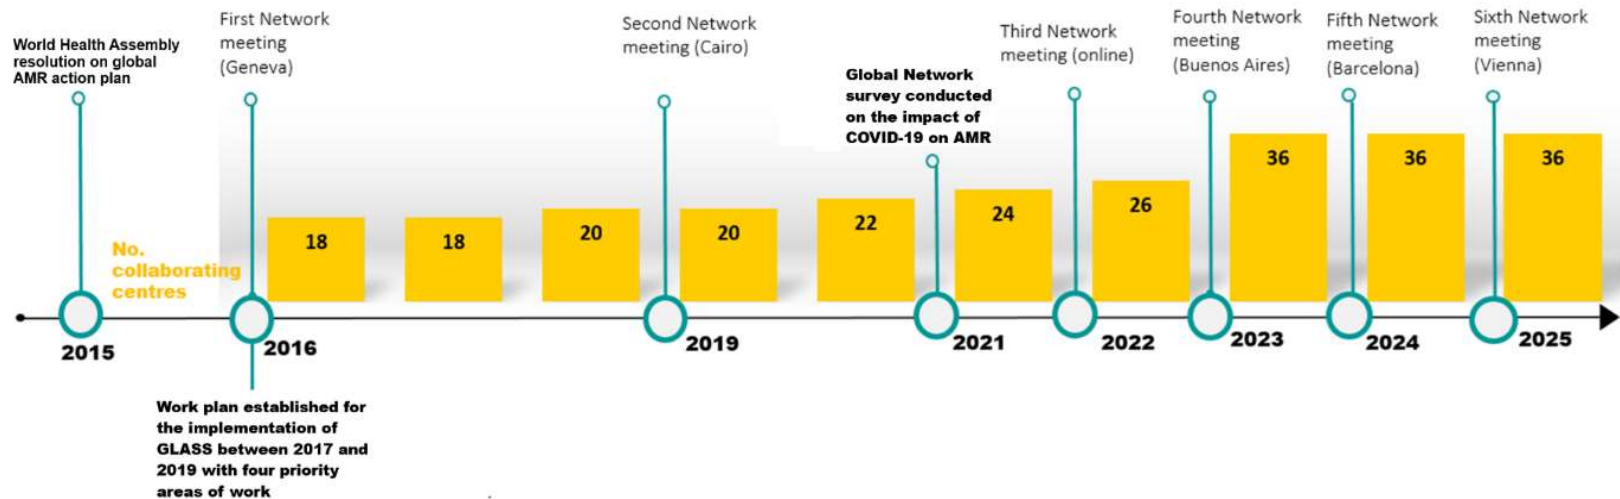 World Health Assembly
resolution on global
AMR action plan
First Network
meeting
(Geneva)
Second Network
meeting (Cairo)
Global Network
survey conducted
on the impact of
COVID-19 on AMR
Third Network
meeting (online)
Fourth Network
meeting
(Buenos Aires)
Fifth Network
meeting
(Barcelona)
Sixth Network
meeting
(Vienna)
No.
collaborating
centres
18
18
20
20
22
24
26
36
36
36
2015
2016
2019
2021
2022
2023
2024
2025
Work plan established for
the implementation of
GLASS between 2017 and
2019 with four priority
areas of work